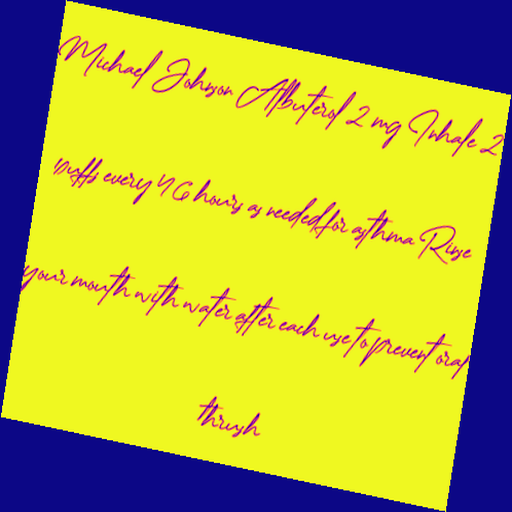 Michael Johnson Albuterol 2 mg Inhale 2
puffs every 4 6 hours as needed for asthma Rinse
your mouth with water after each use to prevent oral
thrush